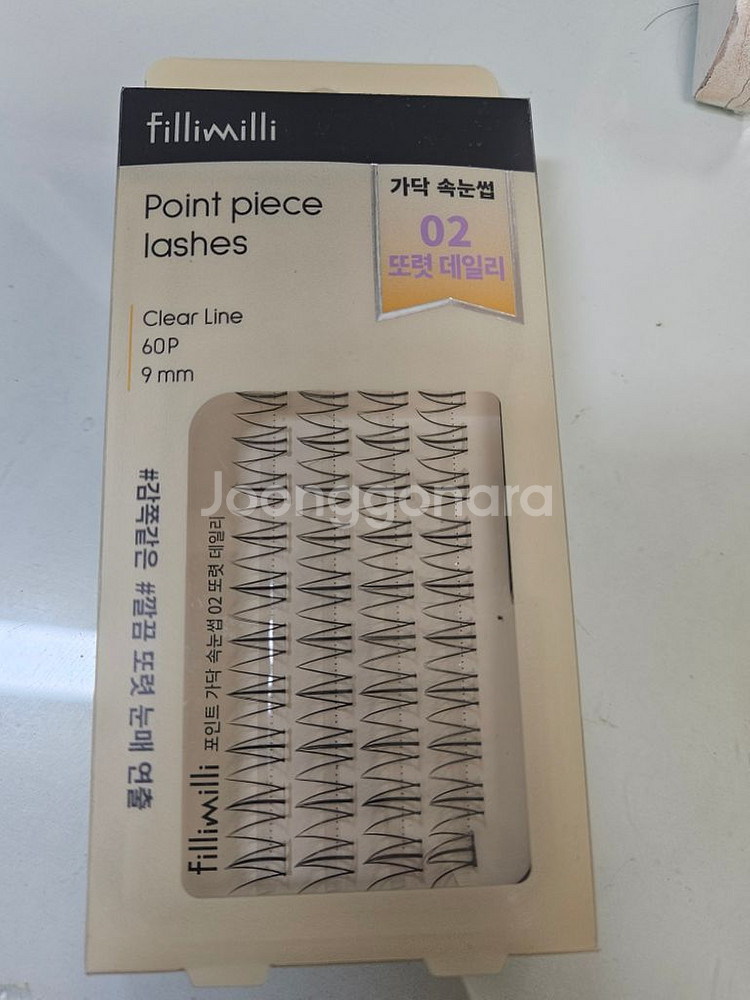 fillimilli
Point piece
lashes
가닥 속눈썹
02
또렷 데일리
Clear Line
60P
9 mm
#감쪽같은 #깔끔 또렷 눈매 연출
fillimilli 포인트 가닥 속눈썹 02 또렷 데일리
Joonggonara